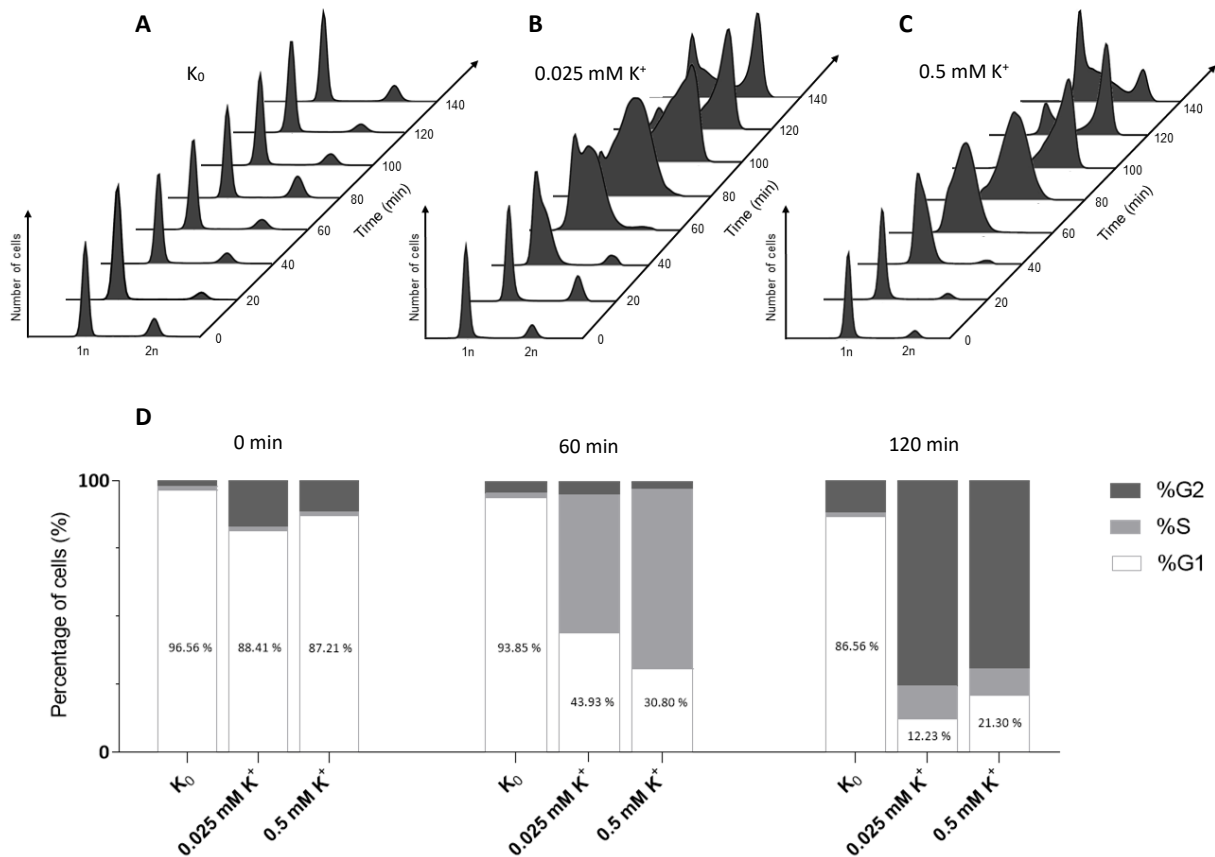 A
B
C
K₀
0.025 mM K⁺
0.5 mM K⁺
Number of cells
1n
2n
0
20
40
60
80
100
120
140
Time (min)
Number of cells
1n
2n
0
20
40
60
80
100
120
140
Time (min)
Number of cells
1n
2n
0
20
40
60
80
100
120
140
Time (min)
D
0 min
60 min
120 min
Percentage of cells (%)
100
0
96.56 %
88.41 %
87.21 %
93.85 %
43.93 %
30.80 %
86.56 %
12.23 %
21.30 %
%G2
%S
%G1
K₀
0.025 mM K⁺
0.5 mM K⁺
K₀
0.025 mM K⁺
0.5 mM K⁺
K₀
0.025 mM K⁺
0.5 mM K⁺